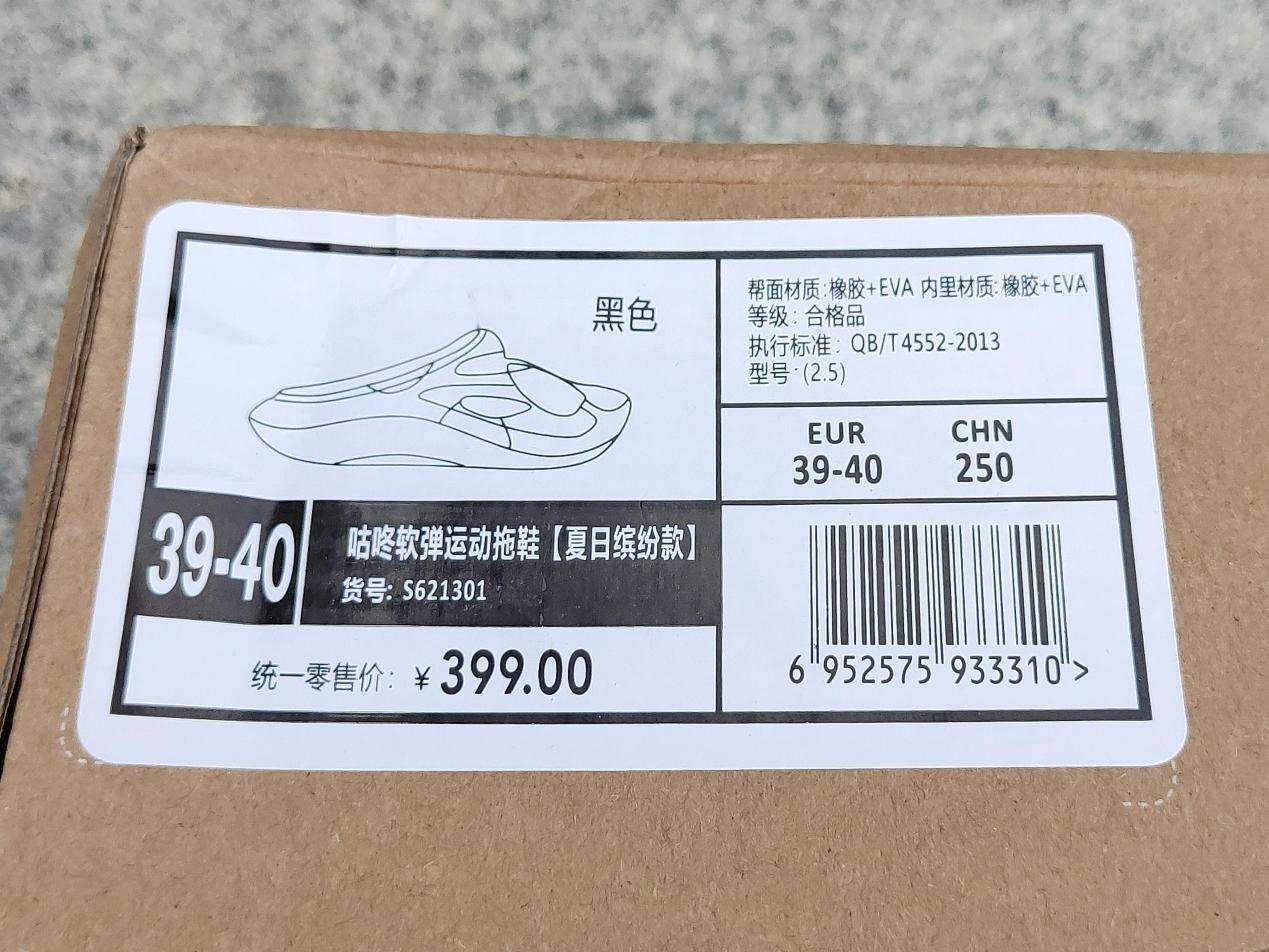 黑色
39-40
咕咚软弹运动拖鞋【夏日缤纷款】
货号: S621301
统一零售价: ¥399.00
帮面材质:橡胶+EVA 内里材质:橡胶+EVA
等级:合格品
执行标准: QB/T4552-2013
型号:(2.5)
EUR CHN
39-40 250
6 952575 933310 >